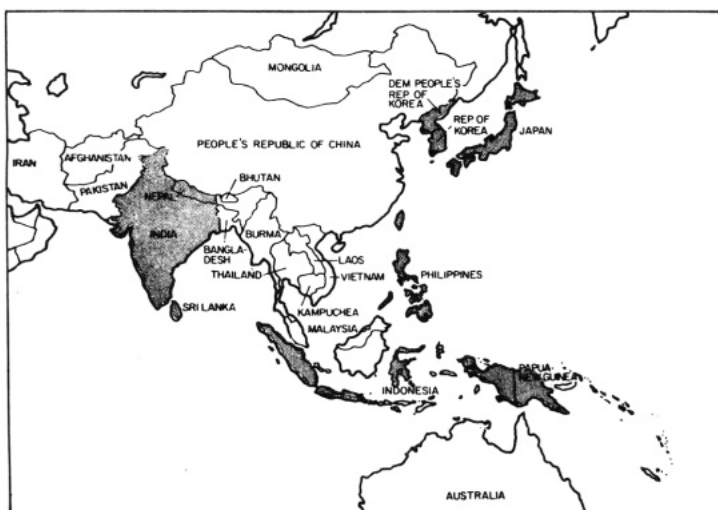 MONGOLIA
DEM PEOPLE'S
REP OF
KOREA
REP OF
KOREA
JAPAN
PEOPLE'S REPUBLIC OF CHINA
IRAN
AFGHANISTAN
PAKISTAN
NEPAL
BHUTAN
INDIA
BURMA
BANGLA-
DESH
LAOS
THAILAND
VIETNAM
PHILIPPINES
SRI LANKA
KAMPUCHEA
MALAYSIA
INDONESIA
PAPUA
NEW GUINEA
AUSTRALIA